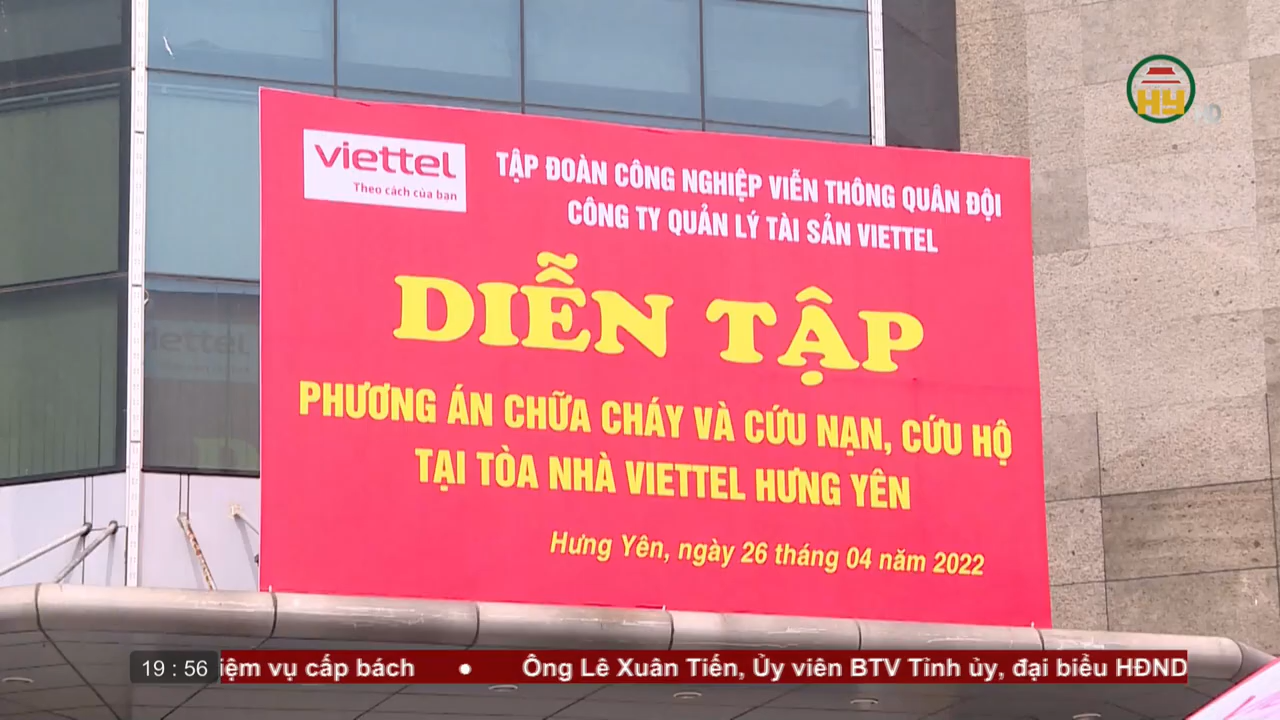 viettel
Theo cách của bạn
TẬP ĐOÀN CÔNG NGHIỆP VIỄN THÔNG QUÂN ĐỘI
CÔNG TY QUẢN LÝ TÀI SẢN VIETTEL
DIỄN TẬP
PHƯƠNG ÁN CHỮA CHÁY VÀ CỨU NẠN, CỨU HỘ
TẠI TÒA NHÀ VIETTEL HƯNG YÊN
Hưng Yên, ngày 26 tháng 04 năm 2022
HY
19 : 56 iệm vụ cấp bách • Ông Lê Xuân Tiến, Ủy viên BTV Tỉnh ủy, đại biểu HĐND